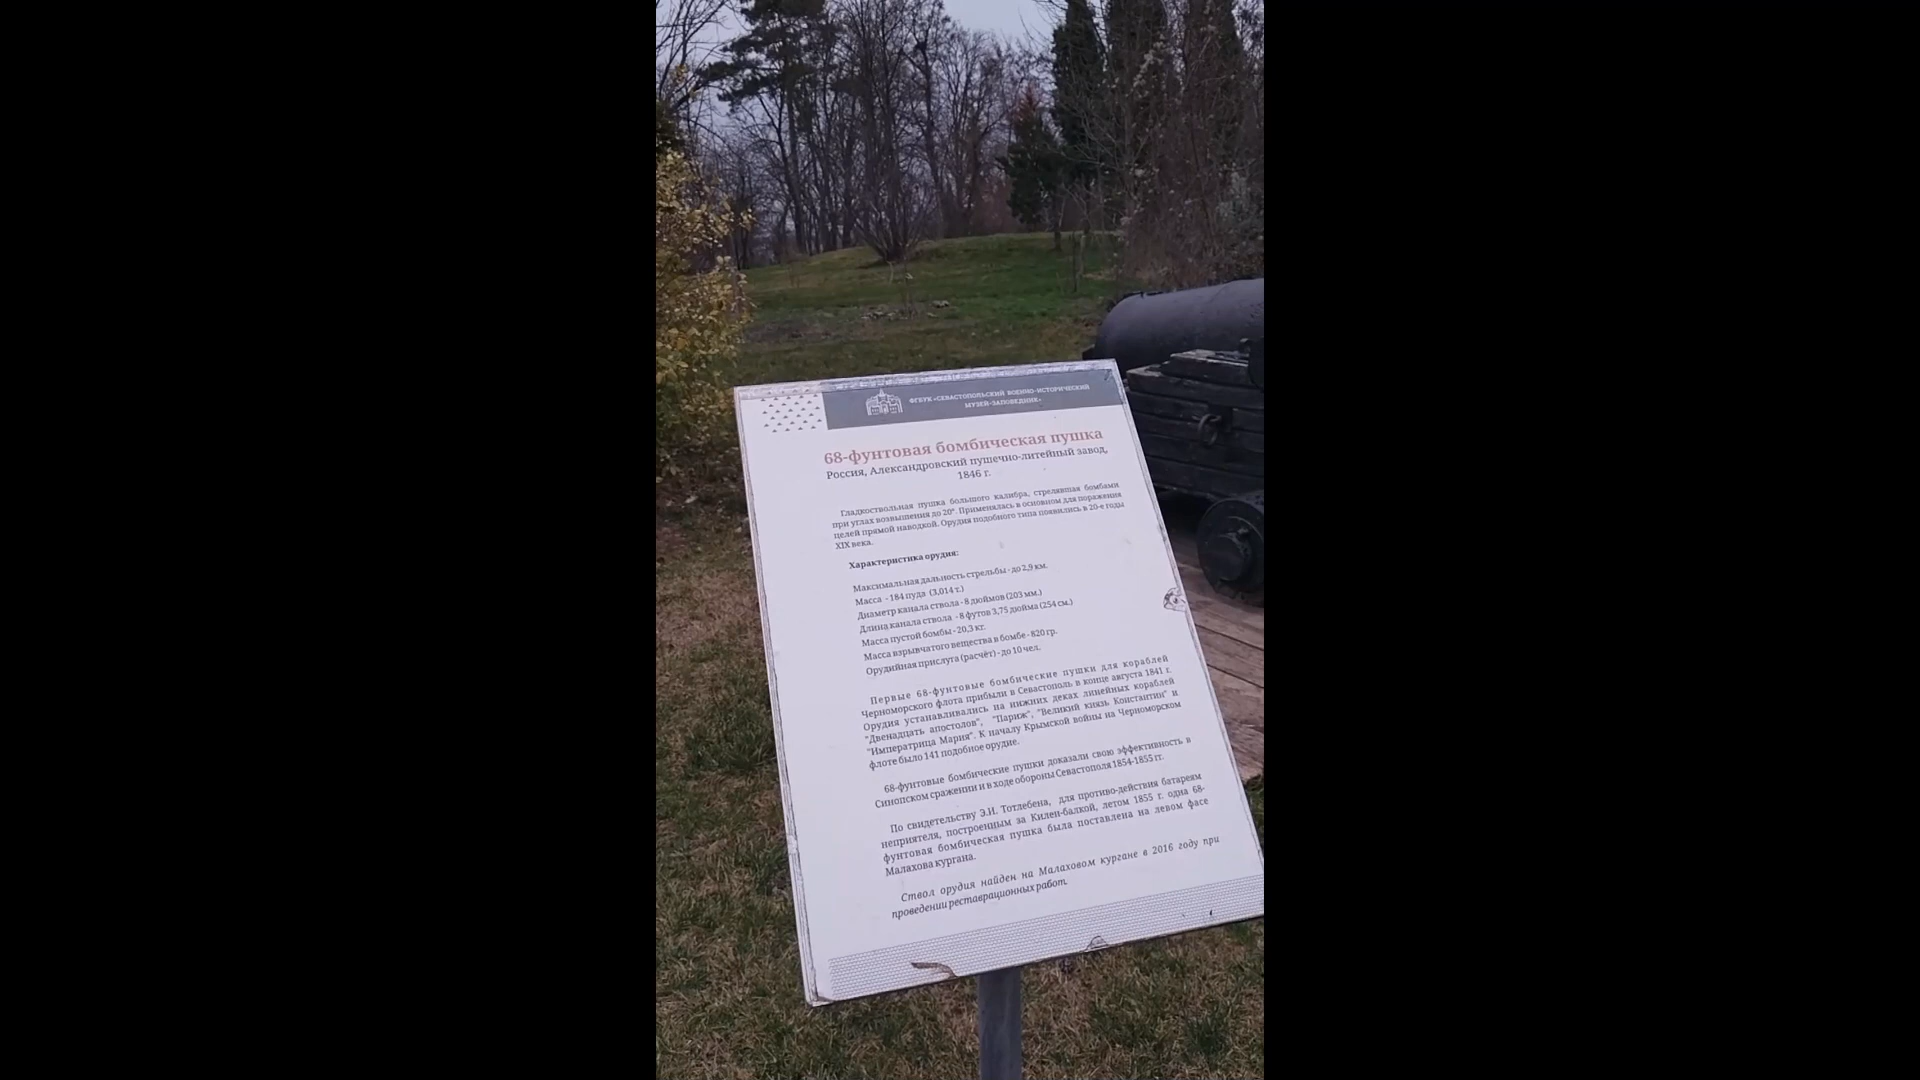 ФГБУК «СЕВАСТОПОЛЬСКИЙ ВОЕННО-ИСТОРИЧЕСКИЙ
МУЗЕЙ-ЗАПОВЕДНИК»
68-фунтовая бомбическая пушка
Россия, Александровский пушечно-литейный завод,
1846 г.
Гладкоствольная пушка большого калибра, стрелявшая бомбами
при углах возвышения до 20°. Применялась в основном для поражения
целей прямой наводкой. Орудия подобного типа появились в 20-е годы
XIX века.
Характеристика орудия:
Максимальная дальность стрельбы - до 2,9 км.
Масса - 184 пуда (3,014 т.)
Диаметр канала ствола - 8 дюймов (203 мм.)
Длина канала ствола - 8 футов 3,75 дюйма (254 см.)
Масса пустой бомбы - 20,3 кг.
Масса взрывчатого вещества в бомбе - 820 гр.
Орудийная прислуга (расчёт) - до 10 чел.
Первые 68-фунтовые бомбические пушки для кораблей
Черноморского флота прибыли в Севастополь в конце августа 1841 г.
Орудия устанавливались на нижних деках линейных кораблей
"Двенадцать апостолов", "Париж", "Великий князь Константин" и
"Императрица Мария". К началу Крымской войны на Черноморском
флоте было 141 подобное орудие.
68-фунтовые бомбические пушки доказали свою эффективность в
Синопском сражении и в ходе обороны Севастополя 1854-1855 гг.
По свидетельству Э.И. Тотлебена, для противо-действия батареям
неприятеля, построенным за Килен-балкой, летом 1855 г. одна 68-
фунтовая бомбическая пушка была поставлена на левом фасе
Малахова кургана.
Ствол орудия найден на Малаховом кургане в 2016 году при
проведении реставрационных работ.